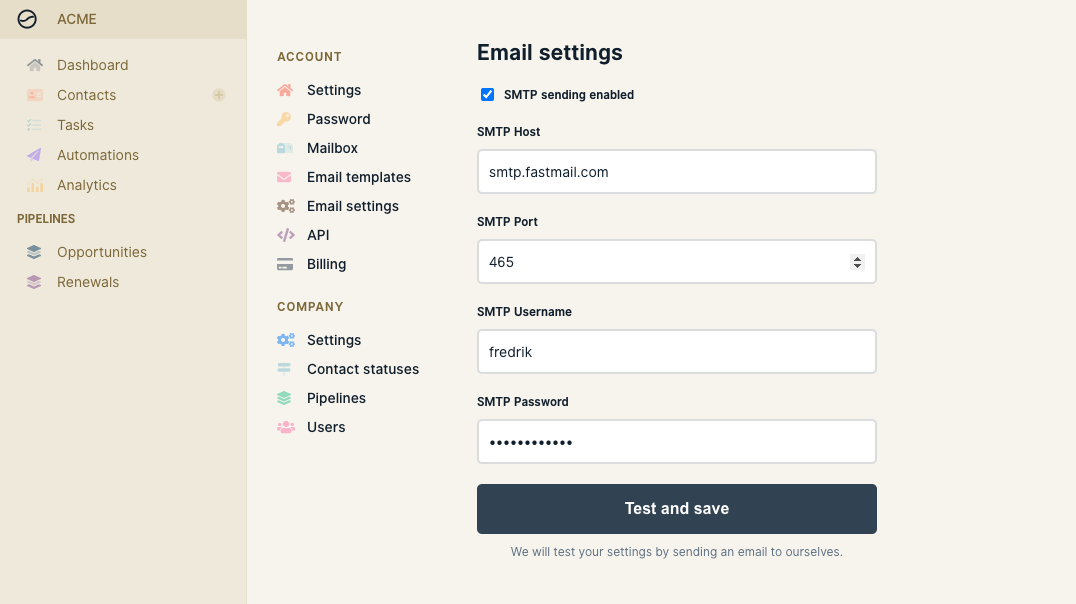 ACME
Dashboard
Contacts
Tasks
Automations
Analytics
PIPELINES
Opportunities
Renewals
ACCOUNT
Settings
Password
Mailbox
Email templates
Email settings
API
Billing
COMPANY
Settings
Contact statuses
Pipelines
Users
Email settings
SMTP sending enabled
SMTP Host
smtp.fastmail.com
SMTP Port
465
SMTP Username
fredrik
SMTP Password
••••••••••••
Test and save
We will test your settings by sending an email to ourselves.